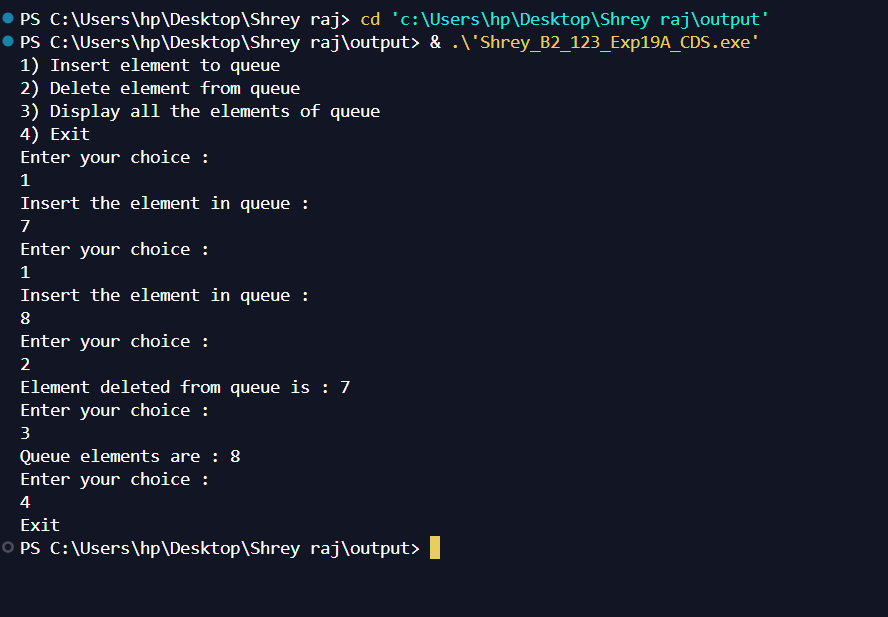 PS C:\Users\hp\Desktop\Shrey raj> cd 'c:\Users\hp\Desktop\Shrey raj\output'
PS C:\Users\hp\Desktop\Shrey raj\output> & .\'Shrey_B2_123_Exp19A_CDS.exe'
1) Insert element to queue
2) Delete element from queue
3) Display all the elements of queue
4) Exit
Enter your choice :
1
Insert the element in queue :
7
Enter your choice :
1
Insert the element in queue :
8
Enter your choice :
2
Element deleted from queue is : 7
Enter your choice :
3
Queue elements are : 8
Enter your choice :
4
Exit
PS C:\Users\hp\Desktop\Shrey raj\output>